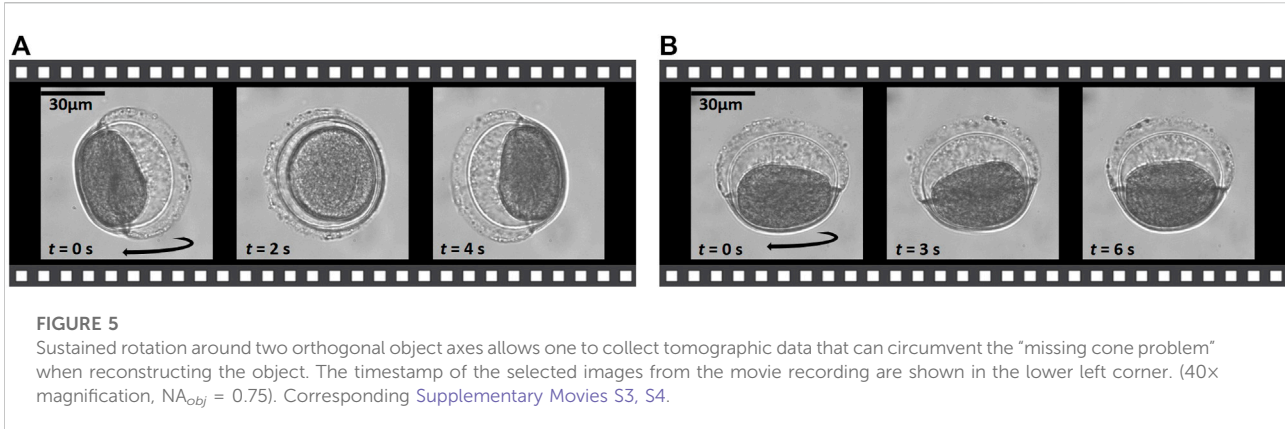 A
B
30μm
t = 0 s
t = 2 s
t = 4 s
30μm
t = 0 s
t = 3 s
t = 6 s
FIGURE 5
Sustained rotation around two orthogonal object axes allows one to collect tomographic data that can circumvent the “missing cone problem”
when reconstructing the object. The timestamp of the selected images from the movie recording are shown in the lower left corner. (40×
magnification, NAobj = 0.75). Corresponding Supplementary Movies S3, S4.